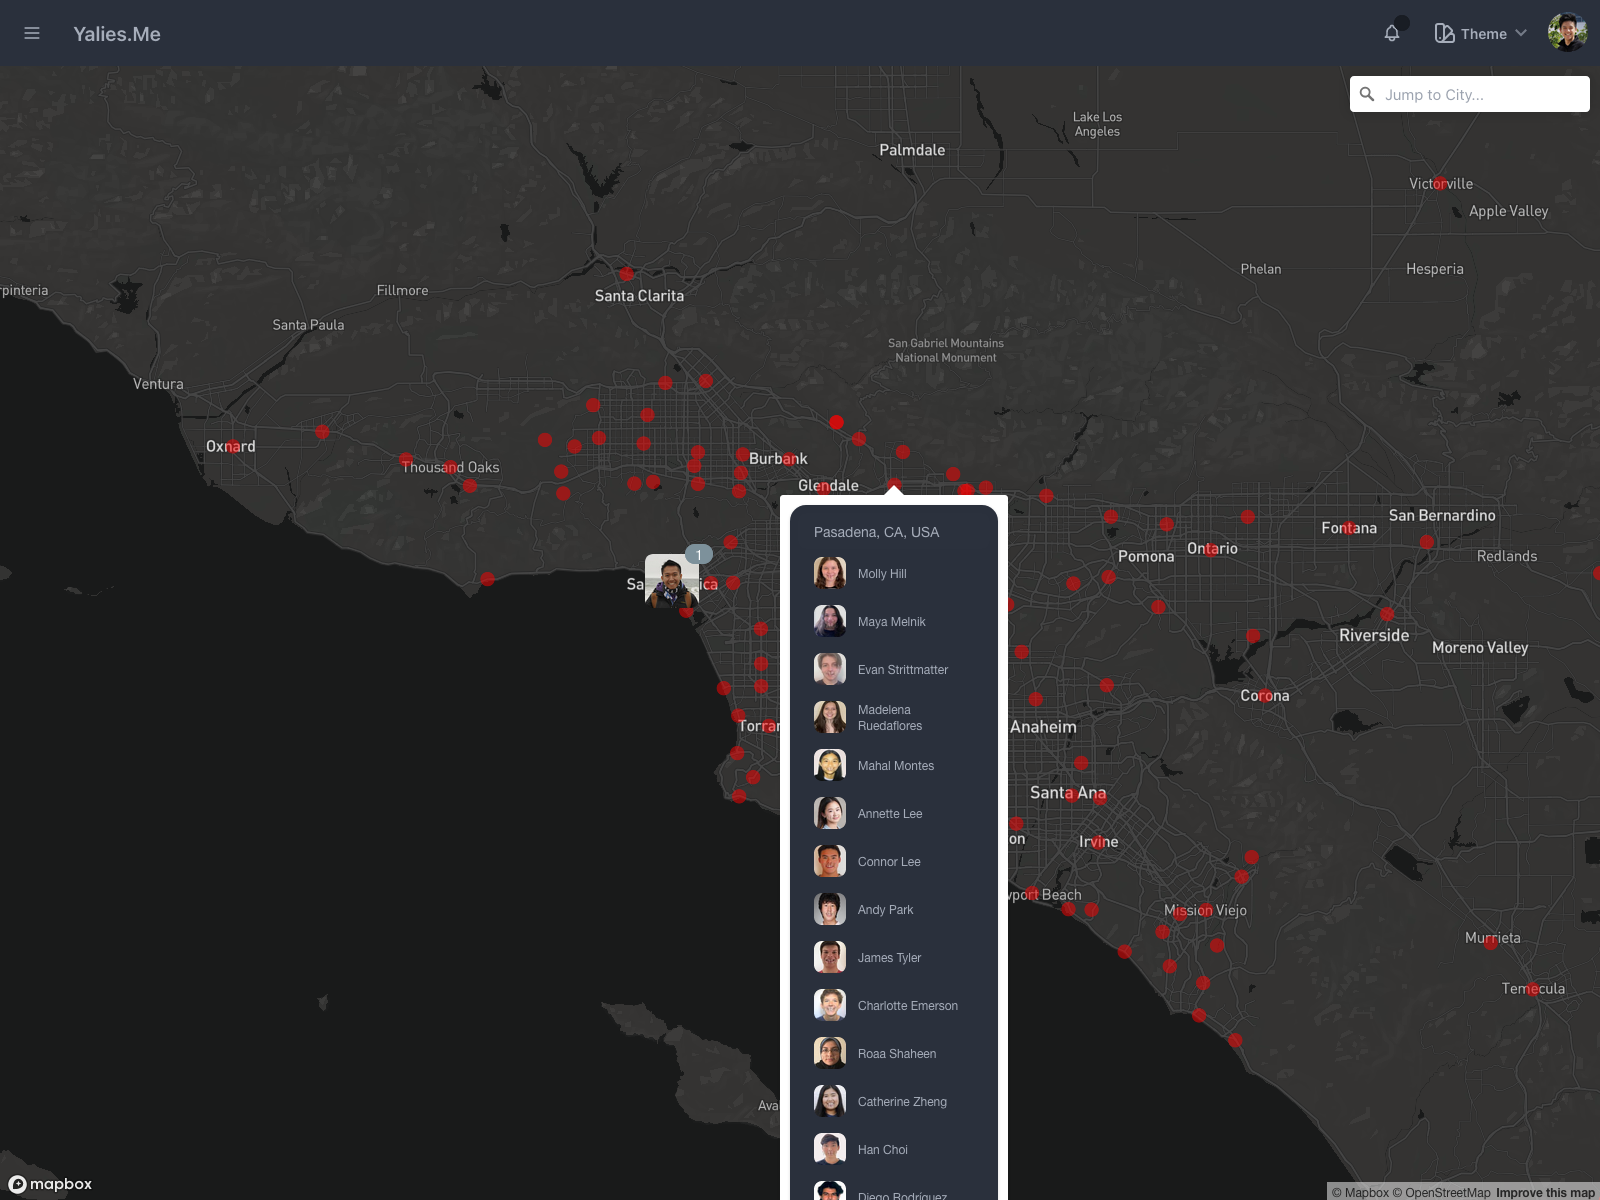 Yalies.Me
Theme
Jump to City...
Lake Los
Angeles
Palmdale
Victorville
Apple Valley
Phelan
Hesperia
rpinteria
Fillmore
Santa Clarita
Santa Paula
San Gabriel Mountains
National Monument
Ventura
Oxnard
Thousand Oaks
Burbank
Glendale
San Bernardino
Fontana
Ontario
Pomona
Redlands
1
Sa
ica
Riverside
Moreno Valley
Corona
Torrar
Anaheim
Santa Ana
on
Irvine
wport Beach
Mission Viejo
Murrieta
Temecula
Ava
Pasadena, CA, USA
Molly Hill
Maya Melnik
Evan Strittmatter
Madelena
Ruedaflores
Mahal Montes
Annette Lee
Connor Lee
Andy Park
James Tyler
Charlotte Emerson
Roaa Shaheen
Catherine Zheng
Han Choi
Diego Rodríguez
mapbox
© Mapbox © OpenStreetMap Improve this map